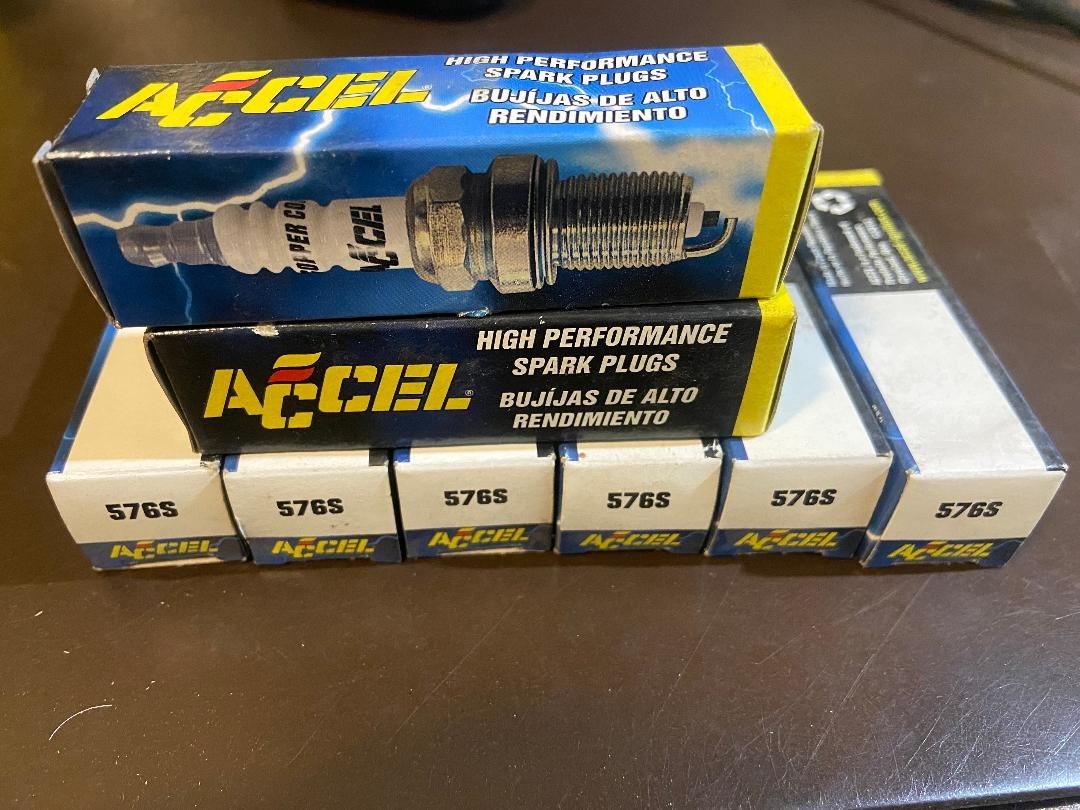 ACCEL®
HIGH PERFORMANCE
SPARK PLUGS
BUJÍJAS DE ALTO
RENDIMIENTO
ACCEL
ACCEL®
HIGH PERFORMANCE
SPARK PLUGS
BUJÍJAS DE ALTO
RENDIMIENTO
576S
ACCEL
576S
ACCEL
576S
ACCEL
576S
ACCEL
576S
ACCEL
576S
ACCEL